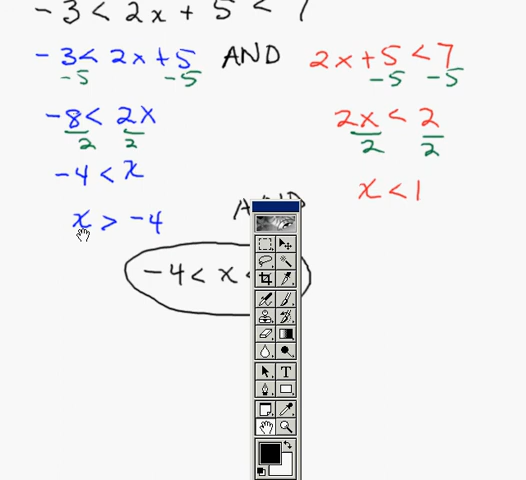 -3 < 2x + 5 < 7
-3 < 2x + 5 AND 2x + 5 < 7
-5 -5 -5 -5
-8 < 2x 2x < 2
2 2 2 2
-4 < x x < 1
x > -4
-4 < x <
T